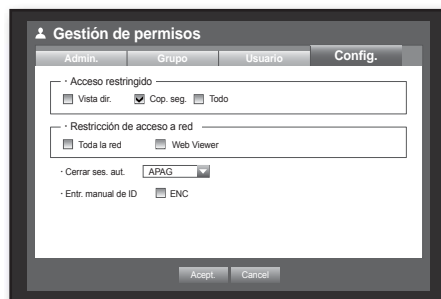 Gestión de permisos
Admin. Grupo Usuario Config.
· Acceso restringido
Vista dir. Cop. seg. Todo
· Restricción de acceso a red
Toda la red Web Viewer
· Cerrar ses. aut. APAG
· Entr. manual de ID ENC
Acept. Cancel